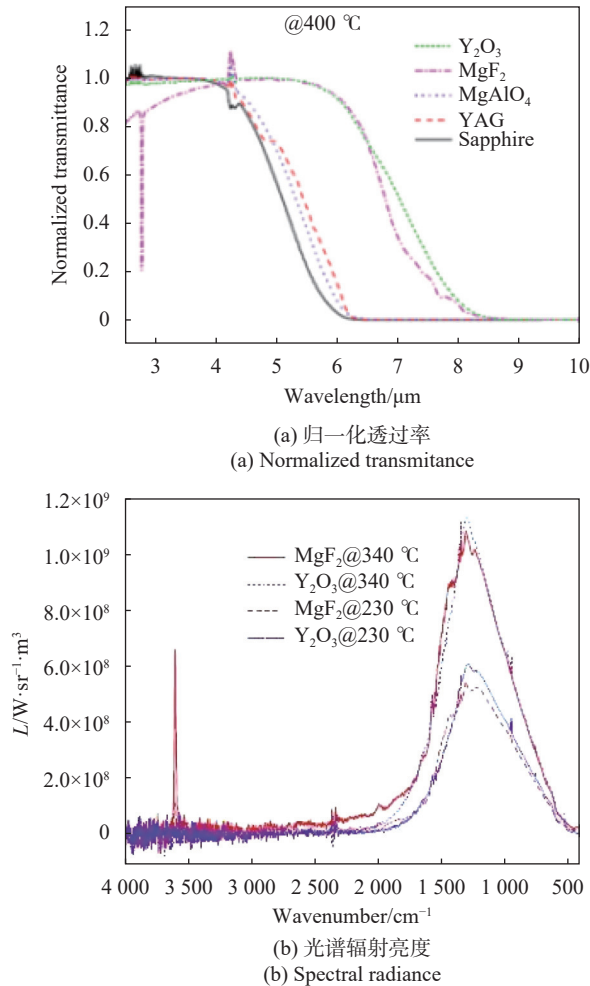 @400 ℃
Y₂O₃
MgF₂
MgAlO₄
YAG
Sapphire
Normalized transmittance
1.2
1.0
0.8
0.6
0.4
0.2
0
3 4 5 6 7 8 9 10
Wavelength/μm
(a) 归一化透过率
(a) Normalized transmitance
1.2×10⁹
1.0×10⁹
8.0×10⁸
6.0×10⁸
4.0×10⁸
2.0×10⁸
0
L/W·sr⁻¹·m³
MgF₂@340 ℃
Y₂O₃@340 ℃
MgF₂@230 ℃
Y₂O₃@230 ℃
4 000 3 500 3 000 2 500 2 000 1 500 1 000 500
Wavenumber/cm⁻¹
(b) 光谱辐射亮度
(b) Spectral radiance